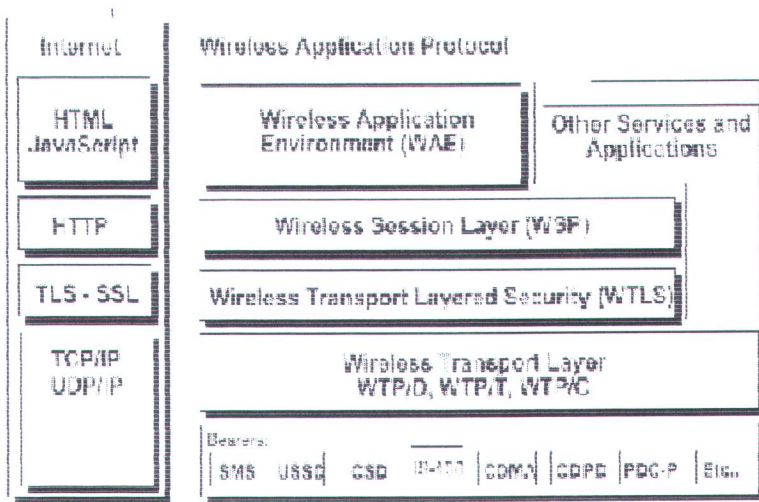 Internet
Wireless Application Protocol
HTML
JavaScript
Wireless Application
Environment (WAE)
Other Services and
Applications
HTTP
Wireless Session Layer (WSP)
TLS - SSL
Wireless Transport Layered Security (WTLS)
TCP/IP
UDP/IP
Wireless Transport Layer
WTP/D, WTP/T, WTP/C
Bearers:
SMS USSD CSD CDMA CDPD PDC-P Etc.